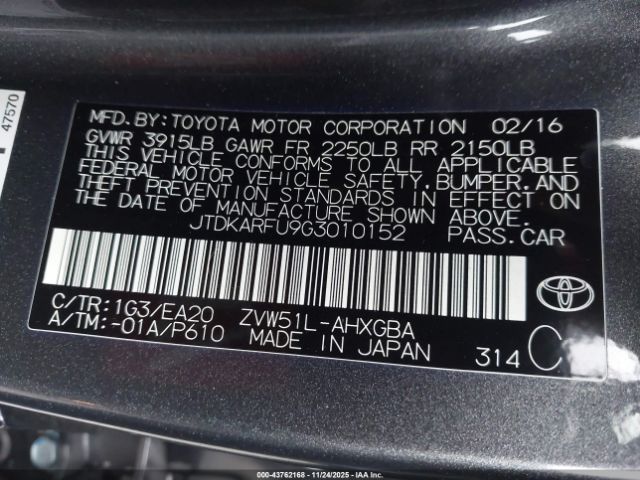 47570
MFD.BY:TOYOTA MOTOR CORPORATION 02/16
GVWR 3915LB GAWR FR 2250LB RR 2150LB
THIS VEHICLE CONFORMS TO ALL APPLICABLE
FEDERAL MOTOR VEHICLE SAFETY,BUMPER,AND
THEFT PREVENTION STANDARDS IN EFFECT ON
THE DATE OF MANUFACTURE SHOWN ABOVE.
JTDKARFU9G3010152 PASS.CAR
C/TR:1G3/EA20 ZVW51L-AHXGBA
A/TM:-01A/P610 MADE IN JAPAN 314 C
000-43762168 - 11/24/2025 - IAA Inc.